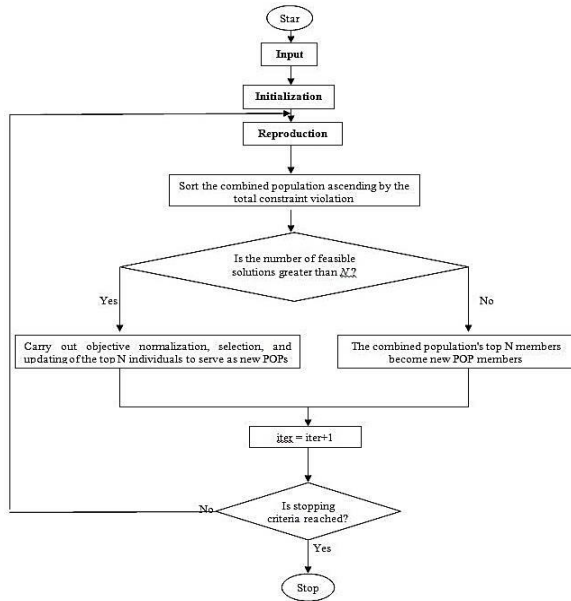 Star
Input
Initialization
Reproduction
Sort the combined population ascending by the
total constraint violation
Is the number of feasible
solutions greater than N ?
Yes
No
Carry out objective normalization, selection, and
updating of the top N individuals to serve as new POPs
The combined population's top N members
become new POP members
iter = iter+1
Is stopping
criteria reached?
No
Yes
Stop